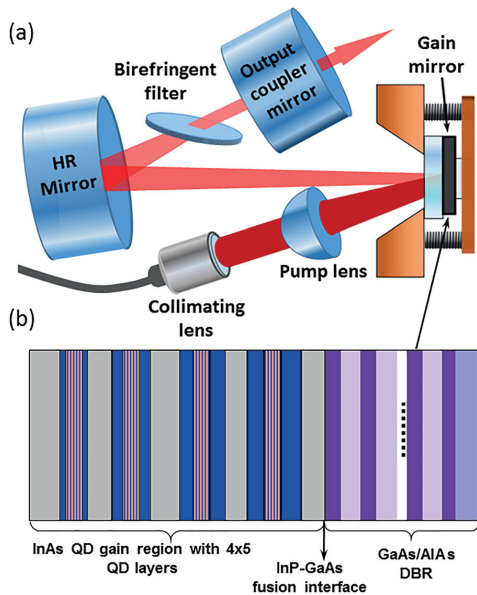 (a)
Birefringent
filter
Output
coupler
mirror
Gain
mirror
HR
Mirror
Pump lens
Collimating
lens
(b)
InAs QD gain region with 4x5
QD layers
InP-GaAs
fusion interface
GaAs/AlAs
DBR